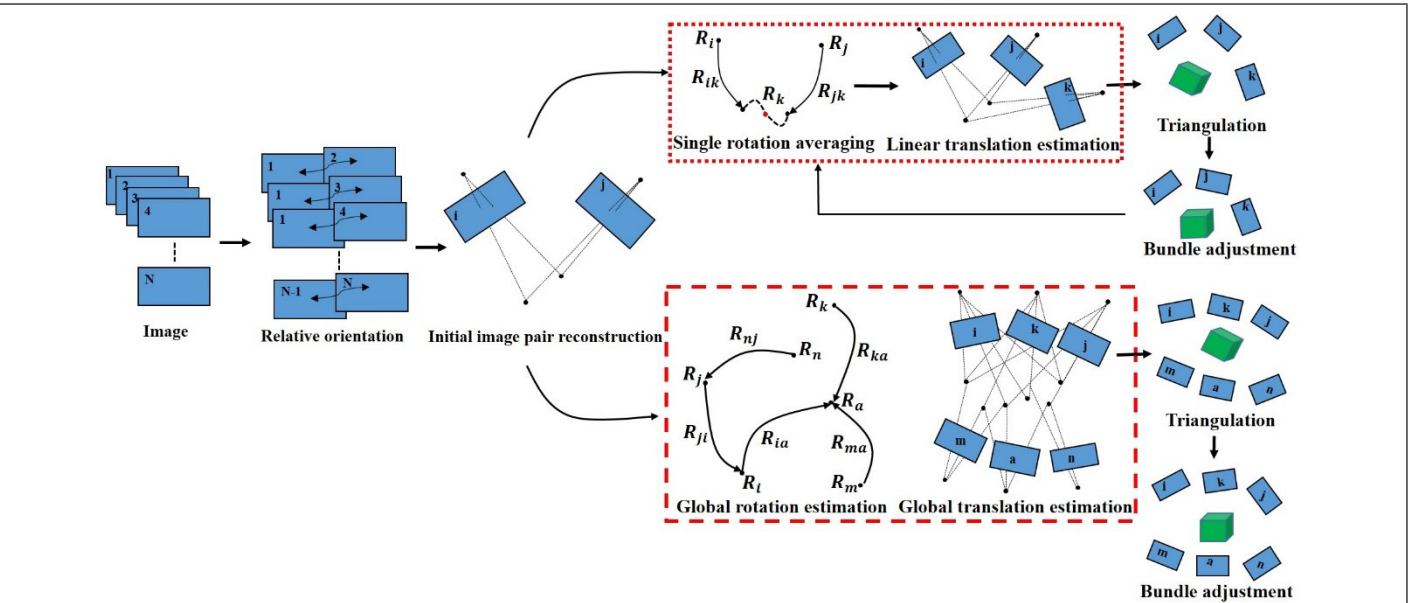 1
2
3
4
N
Image
1
2
1
3
1
4
N-1
N
Relative orientation
i
j
Initial image pair reconstruction
R_i
R_j
R_ik
R_k
R_jk
Single rotation averaging
i
j
k
Linear translation estimation
i
j
k
Triangulation
i
j
k
Bundle adjustment
R_k
R_nj
R_n
R_ka
R_j
R_a
R_ji
R_ia
R_ma
R_i
R_m
Global rotation estimation
i
k
j
m
a
n
Global translation estimation
i
k
j
m
a
n
Triangulation
i
k
j
m
a
n
Bundle adjustment